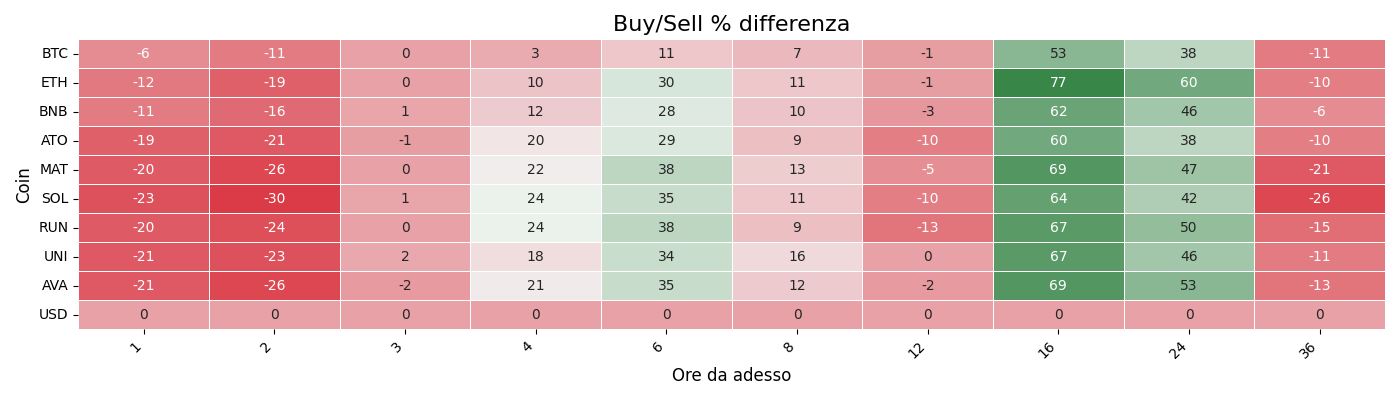 Buy/Sell % differenza
Coin
BTC -6 -11 0 3 11 7 -1 53 38 -11
ETH -12 -19 0 10 30 11 -1 77 60 -10
BNB -11 -16 1 12 28 10 -3 62 46 -6
ATO -19 -21 -1 20 29 9 -10 60 38 -10
MAT -20 -26 0 22 38 13 -5 69 47 -21
SOL -23 -30 1 24 35 11 -10 64 42 -26
RUN -20 -24 0 24 38 9 -13 67 50 -15
UNI -21 -23 2 18 34 16 0 67 46 -11
AVA -21 -26 -2 21 35 12 -2 69 53 -13
USD 0 0 0 0 0 0 0 0 0 0
1 2 3 4 6 8 12 16 24 36
Ore da adesso